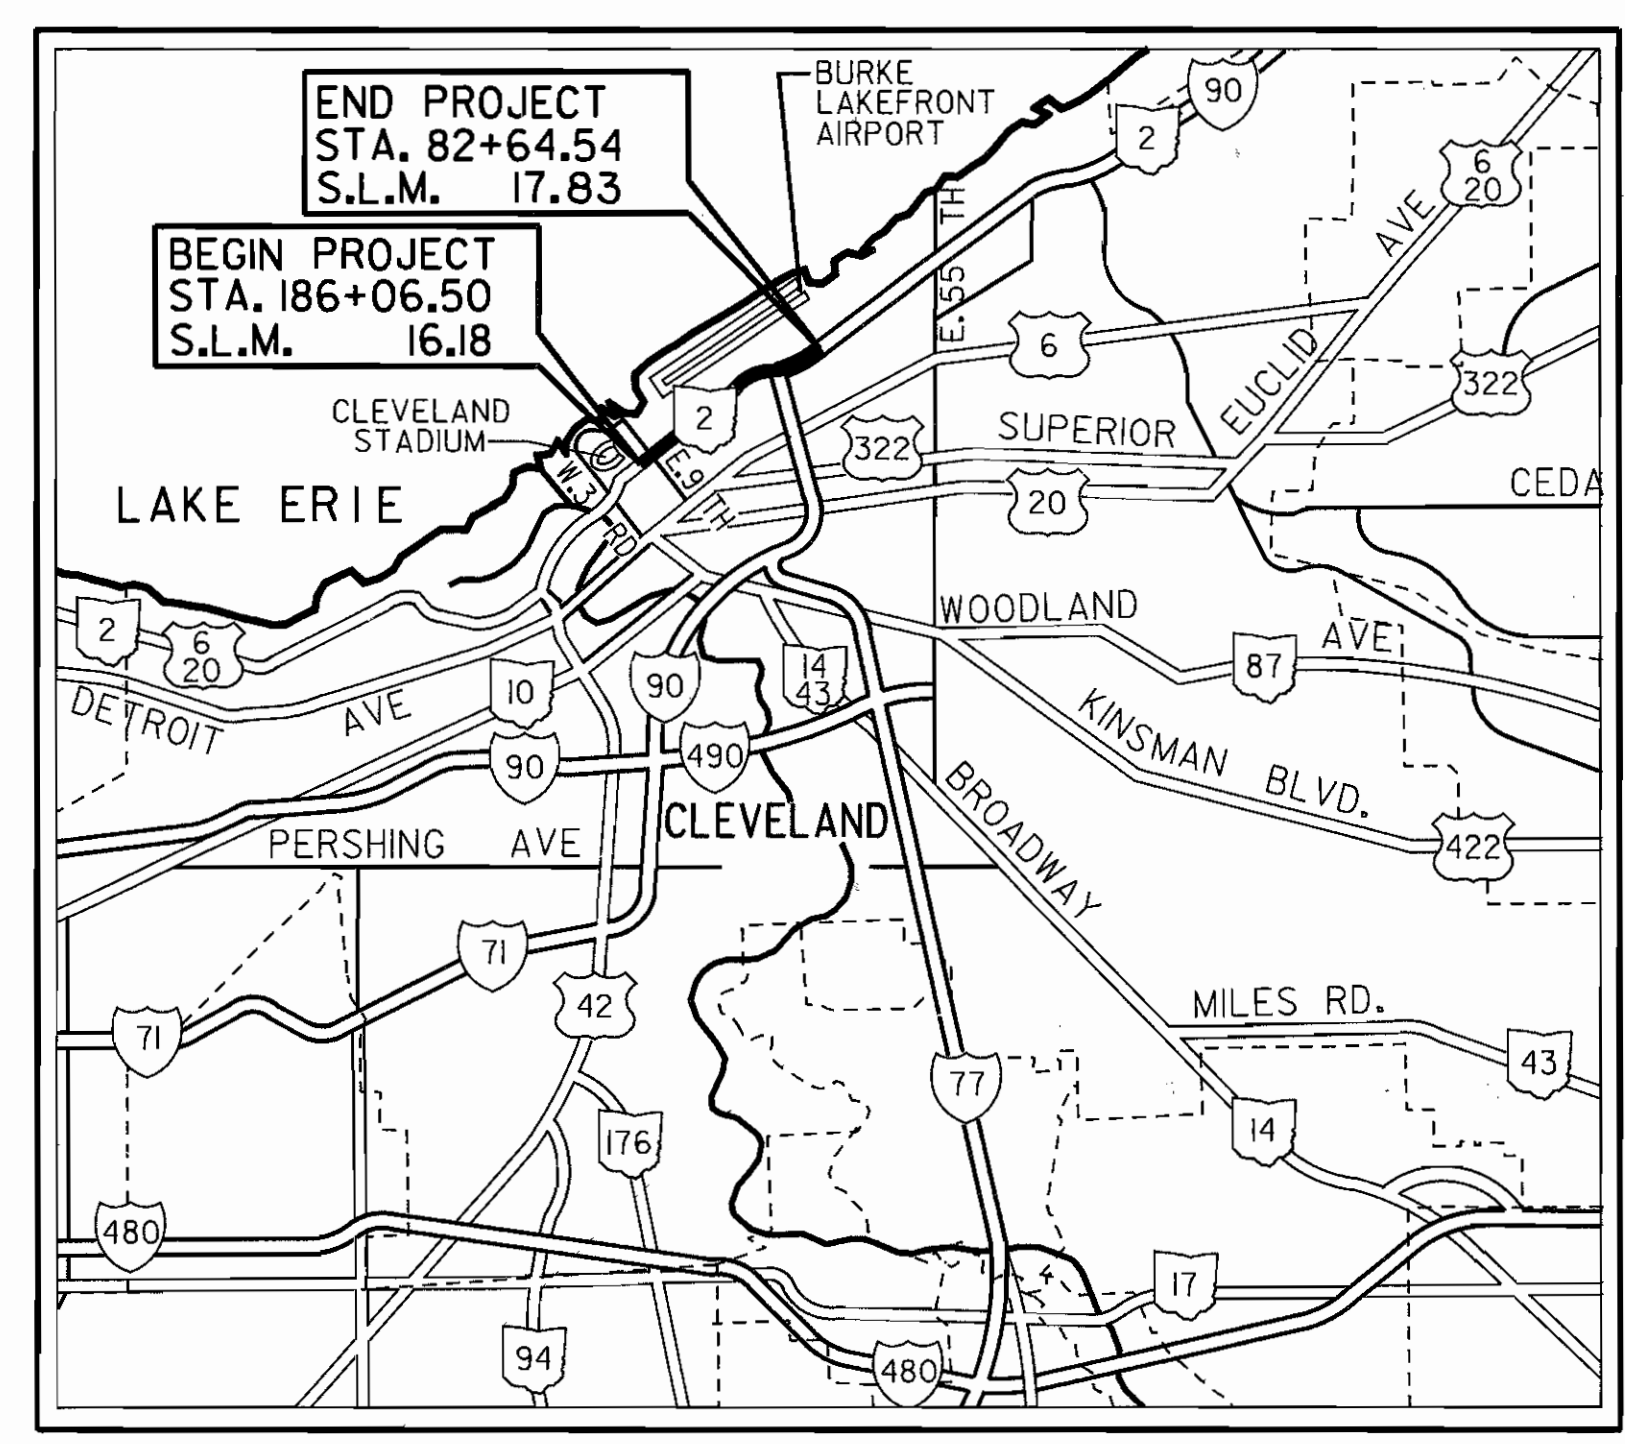 BURKE
LAKEFRONT
AIRPORT
END PROJECT
STA. 82+64.54
S.L.M. 17.83
BEGIN PROJECT
STA. 186+06.50
S.L.M. 16.18
90
2
6
20
AVE
E.55 TH
6
EUCLID
322
CLEVELAND
STADIUM
2
322
SUPERIOR
20
CEDA
LAKE ERIE
W.3
RD
E.9
TH
2
6
20
WOODLAND
AVE
87
DETROIT
AVE
10
90
14
43
90
490
KINSMAN BLVD.
422
CLEVELAND
BROADWAY
PERSHING AVE
71
71
42
MILES RD.
43
77
14
176
480
17
94
480